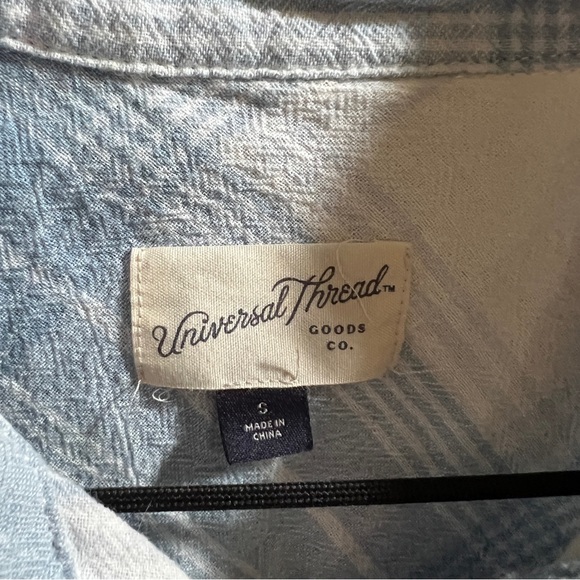 Universal Thread™
GOODS
CO.
S
MADE IN
CHINA